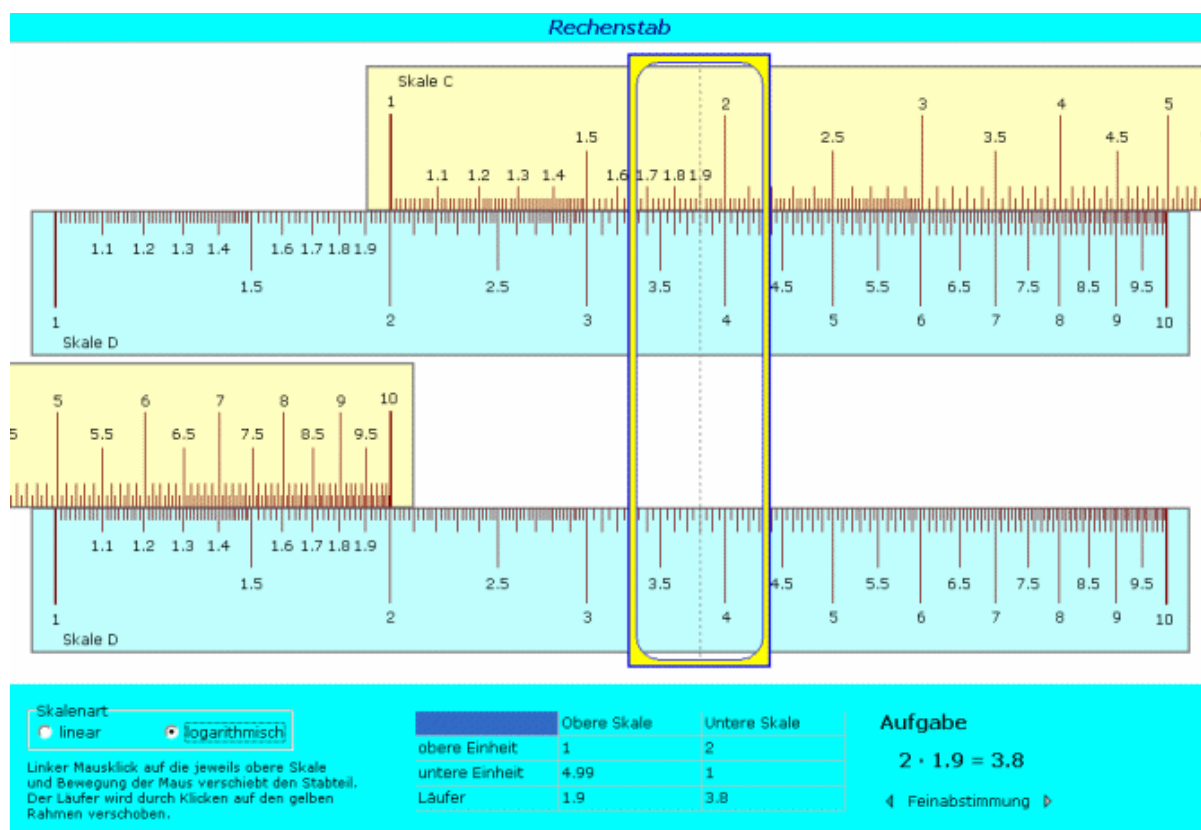 Rechenstab
Skale C
1 2 3 4 5
1.5 2.5 3.5 4.5
1.1 1.2 1.3 1.4 1.6 1.7 1.8 1.9
1.1 1.2 1.3 1.4 1.6 1.7 1.8 1.9
1.5 2.5 3.5 4.5 5.5 6.5 7.5 8.5 9.5
1 2 3 4 5 6 7 8 9 10
Skale D
5 6 7 8 9 10
5.5 6.5 7.5 8.5 9.5
1.1 1.2 1.3 1.4 1.6 1.7 1.8 1.9
1.5 2.5 3.5 4.5 5.5 6.5 7.5 8.5 9.5
1 2 3 4 5 6 7 8 9 10
Skale D
Skalenart
linear logarithmisch
Linker Mausklick auf die jeweils obere Skale
und Bewegung der Maus verschiebt den Stabteil.
Der Läufer wird durch Klicken auf den gelben
Rahmen verschoben.
Obere Skale Untere Skale
obere Einheit 1 2
untere Einheit 4.99 1
Läufer 1.9 3.8
Aufgabe
2 · 1.9 = 3.8
Feinabstimmung